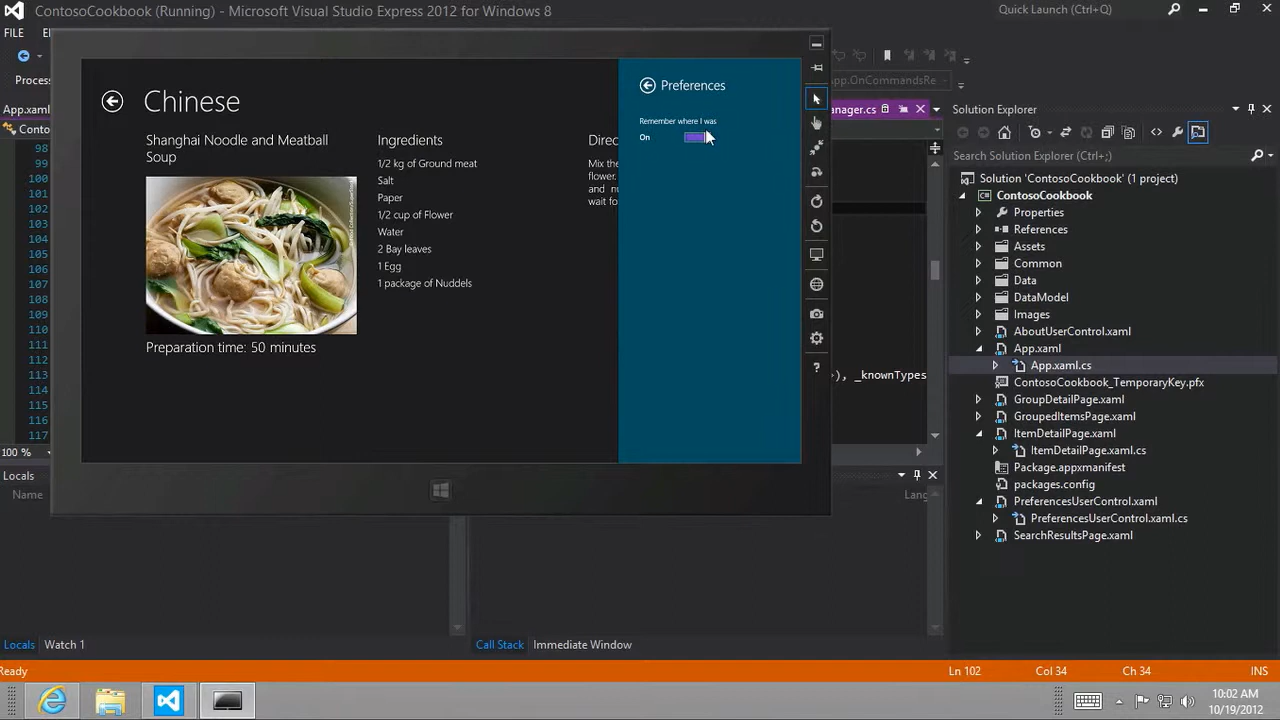 ContosoCookbook (Running) - Microsoft Visual Studio Express 2012 for Windows 8
Quick Launch (Ctrl+Q)
FILE
Process
App.OnCommandsRe
App.xaml
anager.cs
Conto
98
99
100
101
102
103
104
105
106
107
108
109
110
111
112
113
114
115
116
117
), _knownTypes
100 %
Chinese
Shanghai Noodle and Meatball
Soup
Preparation time: 50 minutes
Ingredients
1/2 kg of Ground meat
Salt
Paper
1/2 cup of Flower
Water
2 Bay leaves
1 Egg
1 package of Nuddels
Direc
Mix the
flower.
and nu
wait fo
Preferences
Remember where I was
On
?
Solution Explorer
Search Solution Explorer (Ctrl+;)
Solution 'ContosoCookbook' (1 project)
ContosoCookbook
Properties
References
Assets
Common
Data
DataModel
Images
AboutUserControl.xaml
App.xaml
App.xaml.cs
ContosoCookbook_TemporaryKey.pfx
GroupDetailPage.xaml
GroupedItemsPage.xaml
ItemDetailPage.xaml
ItemDetailPage.xaml.cs
Package.appxmanifest
packages.config
PreferencesUserControl.xaml
PreferencesUserControl.xaml.cs
SearchResultsPage.xaml
Locals
Name
Lang
Locals Watch 1
Call Stack Immediate Window
Ready
Ln 102 Col 34 Ch 34 INS
10:02 AM
10/19/2012